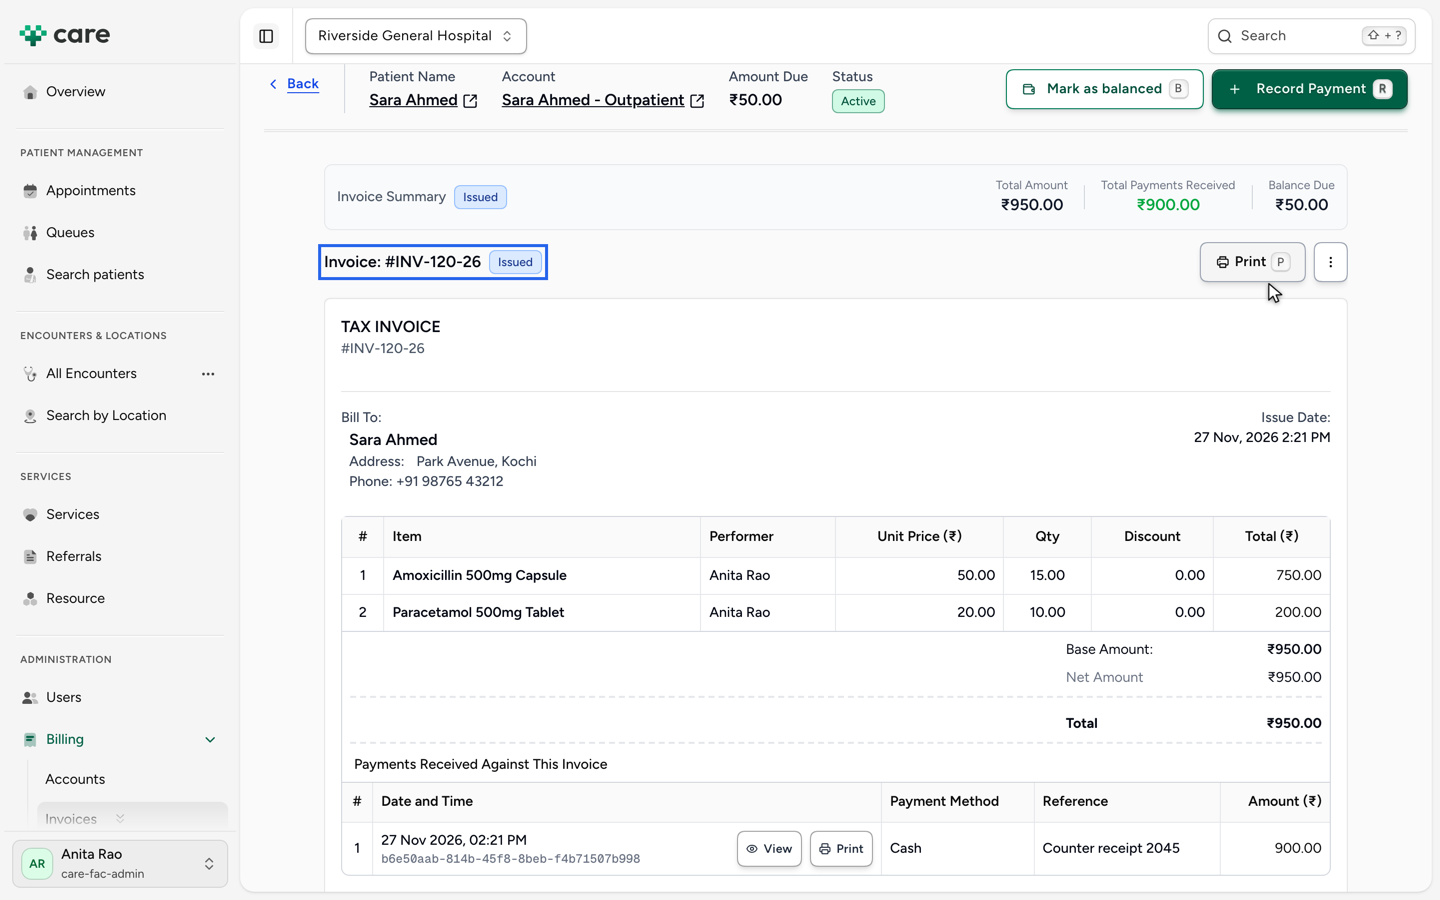 care
Riverside General Hospital
Search
⇧ + ?
Overview
PATIENT MANAGEMENT
Appointments
Queues
Search patients
ENCOUNTERS & LOCATIONS
All Encounters
Search by Location
SERVICES
Services
Referrals
Resource
ADMINISTRATION
Users
Billing
Accounts
Invoices
AR
Anita Rao
care-fac-admin
Back
Patient Name
Sara Ahmed
Account
Sara Ahmed - Outpatient
Amount Due
₹50.00
Status
Active
Mark as balanced B
+ Record Payment R
Invoice Summary Issued
Total Amount
₹950.00
Total Payments Received
₹900.00
Balance Due
₹50.00
Invoice: #INV-120-26 Issued
Print P
TAX INVOICE
#INV-120-26
Bill To:
Sara Ahmed
Address: Park Avenue, Kochi
Phone: +91 98765 43212
Issue Date:
27 Nov, 2026 2:21 PM
# Item Performer Unit Price (₹) Qty Discount Total (₹)
1 Amoxicillin 500mg Capsule Anita Rao 50.00 15.00 0.00 750.00
2 Paracetamol 500mg Tablet Anita Rao 20.00 10.00 0.00 200.00
Base Amount: ₹950.00
Net Amount ₹950.00
Total ₹950.00
Payments Received Against This Invoice
# Date and Time Payment Method Reference Amount (₹)
1 27 Nov 2026, 02:21 PM View Print Cash Counter receipt 2045 900.00
b6e50aab-814b-45f8-8beb-f4b71507b998